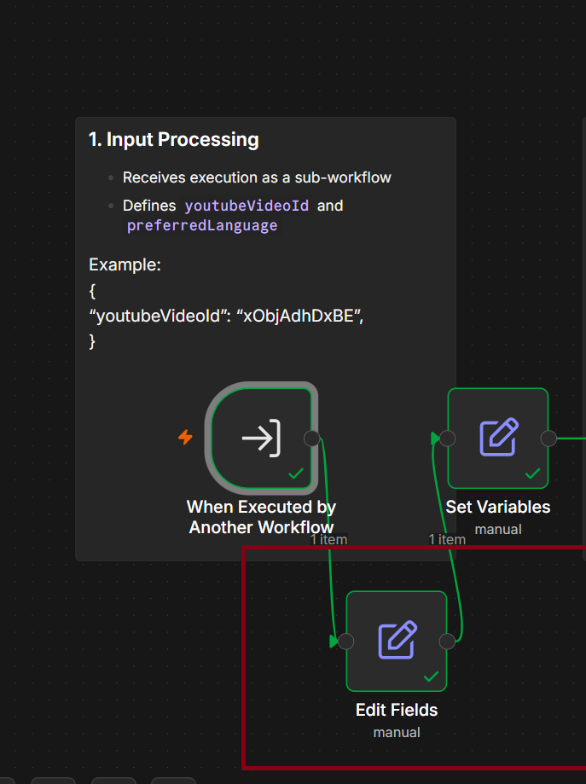 1. Input Processing
Receives execution as a sub-workflow
Defines youtubeVideoId and
preferredLanguage
Example:
{
“youtubeVideoId”: “xObjAdhDxBE”,
}
When Executed by
Another Workflow
1 item
Set Variables
manual
1 item
Edit Fields
manual